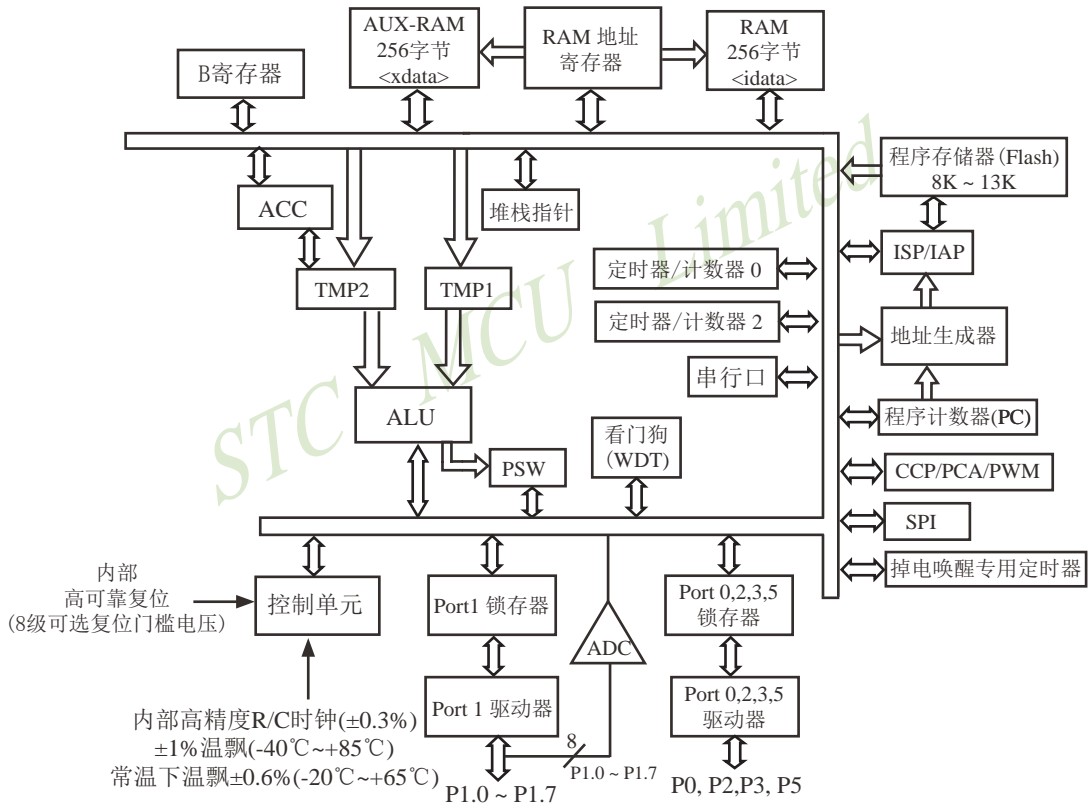 AUX-RAM
256字节
<xdata>
RAM 地址
寄存器
RAM
256字节
<idata>
B寄存器
程序存储器(Flash)
8K ~ 13K
ACC
堆栈指针
ISP/IAP
定时器/计数器 0
TMP2
TMP1
定时器/计数器 2
地址生成器
串行口
ALU
程序计数器(PC)
看门狗
(WDT)
PSW
CCP/PCA/PWM
SPI
掉电唤醒专用定时器
内部
高可靠复位
(8级可选复位门槛电压)
控制单元
Port1 锁存器
ADC
Port 0,2,3,5
锁存器
内部高精度R/C时钟(±0.3%)
±1%温飘(-40℃~+85℃)
常温下温飘±0.6%(-20℃~+65℃)
Port 1 驱动器
Port 0,2,3,5
驱动器
8
P1.0 ~ P1.7
P1.0 ~ P1.7
P0, P2,P3, P5
STC MCU Limited